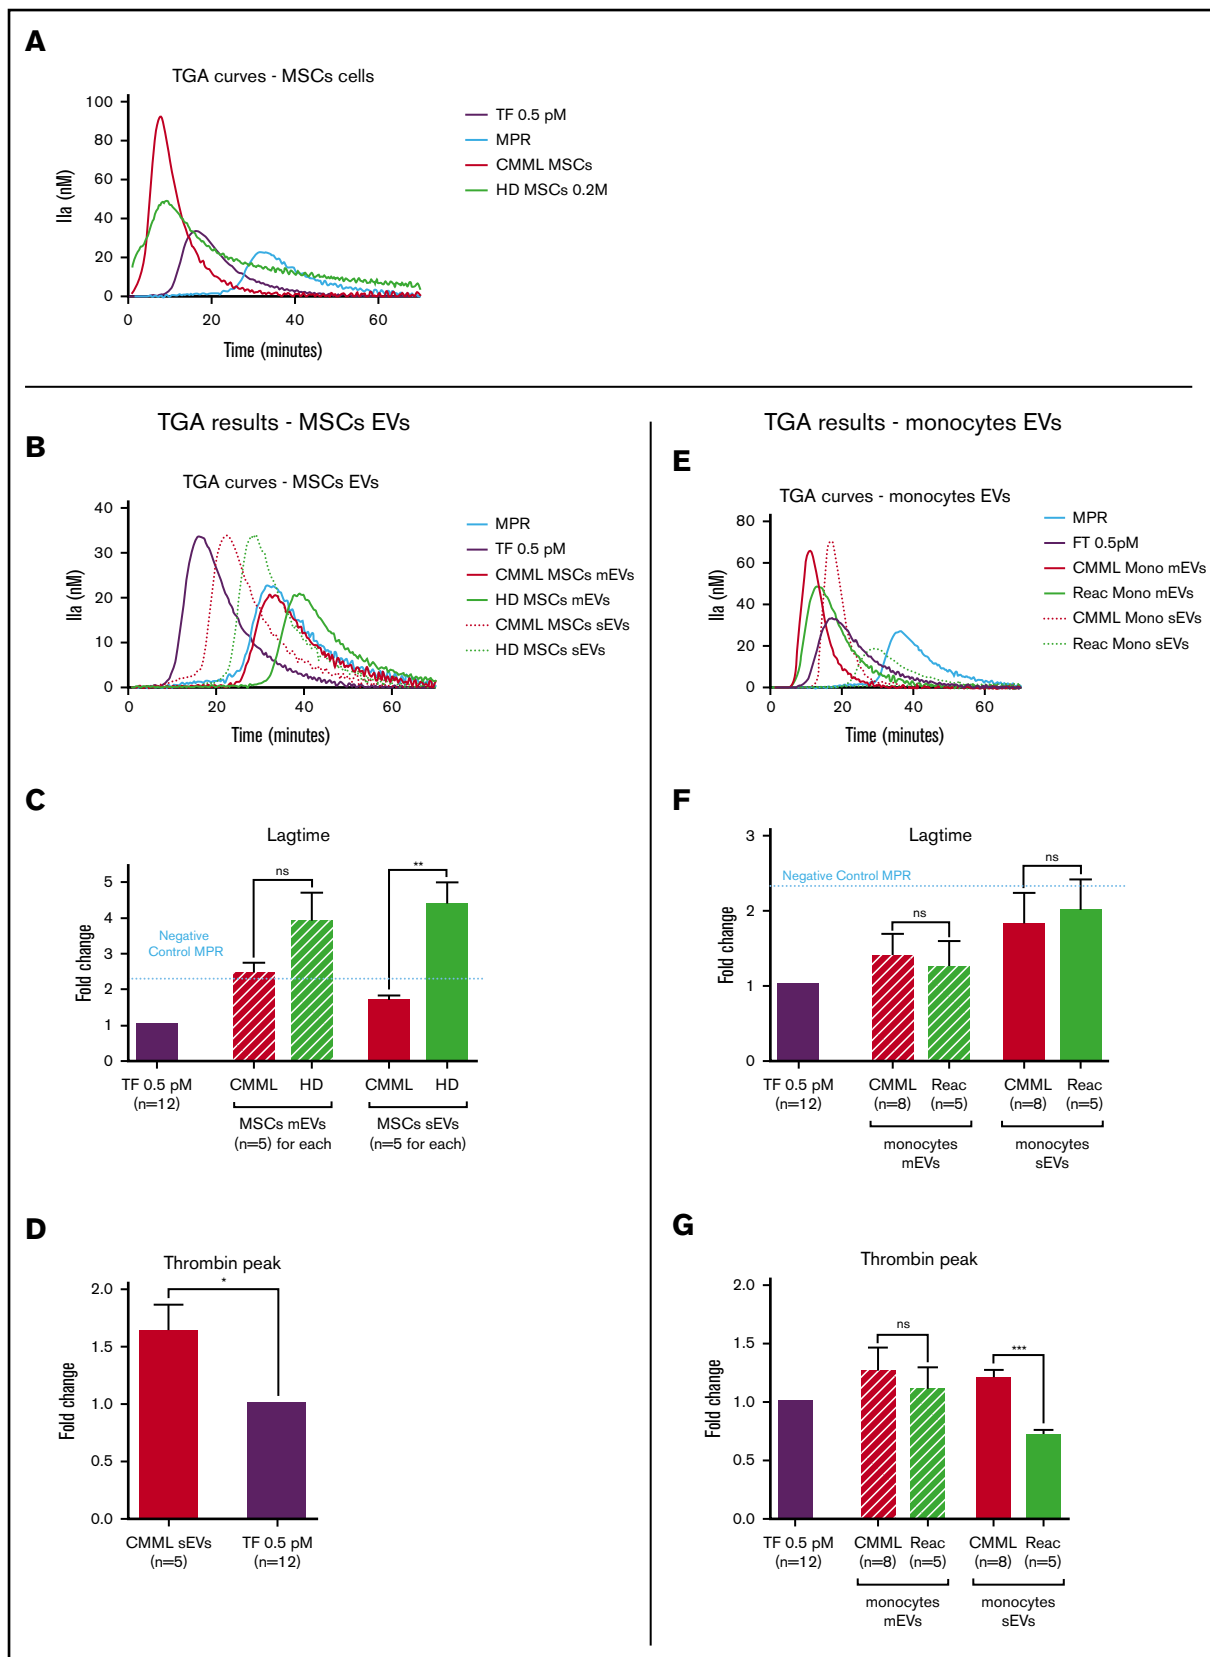 A
TGA curves - MSCs cells
100
80
60
40
20
0
IIa (nM)
0 20 40 60
Time (minutes)
TF 0.5 pM
MPR
CMML MSCs
HD MSCs 0.2M
TGA results - MSCs EVs
B
TGA curves - MSCs EVs
40
30
20
10
0
IIa (nM)
0 20 40 60
Time (minutes)
MPR
TF 0.5 pM
CMML MSCs mEVs
HD MSCs mEVs
CMML MSCs sEVs
HD MSCs sEVs
C
Lagtime
5
4
3
2
1
0
Fold change
Negative
Control MPR
ns
**
TF 0.5 pM
(n=12)
CMML HD CMML HD
MSCs mEVs
(n=5) for each
MSCs sEVs
(n=5 for each)
D
Thrombin peak
2.0
1.5
1.0
0.5
0.0
Fold change
*
CMML sEVs
(n=5)
TF 0.5 pM
(n=12)
TGA results - monocytes EVs
E
TGA curves - monocytes EVs
80
60
40
20
0
IIa (nM)
0 20 40 60
Time (minutes)
MPR
FT 0.5pM
CMML Mono mEVs
Reac Mono mEVs
CMML Mono sEVs
Reac Mono sEVs
F
Lagtime
3
2
1
0
Fold change
Negative Control MPR
ns
ns
TF 0.5 pM
(n=12)
CMML Reac CMML Reac
(n=8) (n=5) (n=8) (n=5)
monocytes
mEVs
monocytes
sEVs
G
Thrombin peak
2.0
1.5
1.0
0.5
0.0
Fold change
ns
***
TF 0.5 pM
(n=12)
CMML Reac CMML Reac
(n=8) (n=5) (n=8) (n=5)
monocytes
mEVs
monocytes
sEVs